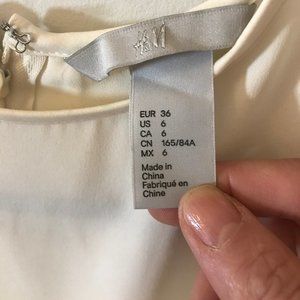 H&M
EUR 36
US 6
CA 6
CN 165/84A
MX 6
Made in
China
Fabriqué en
Chine